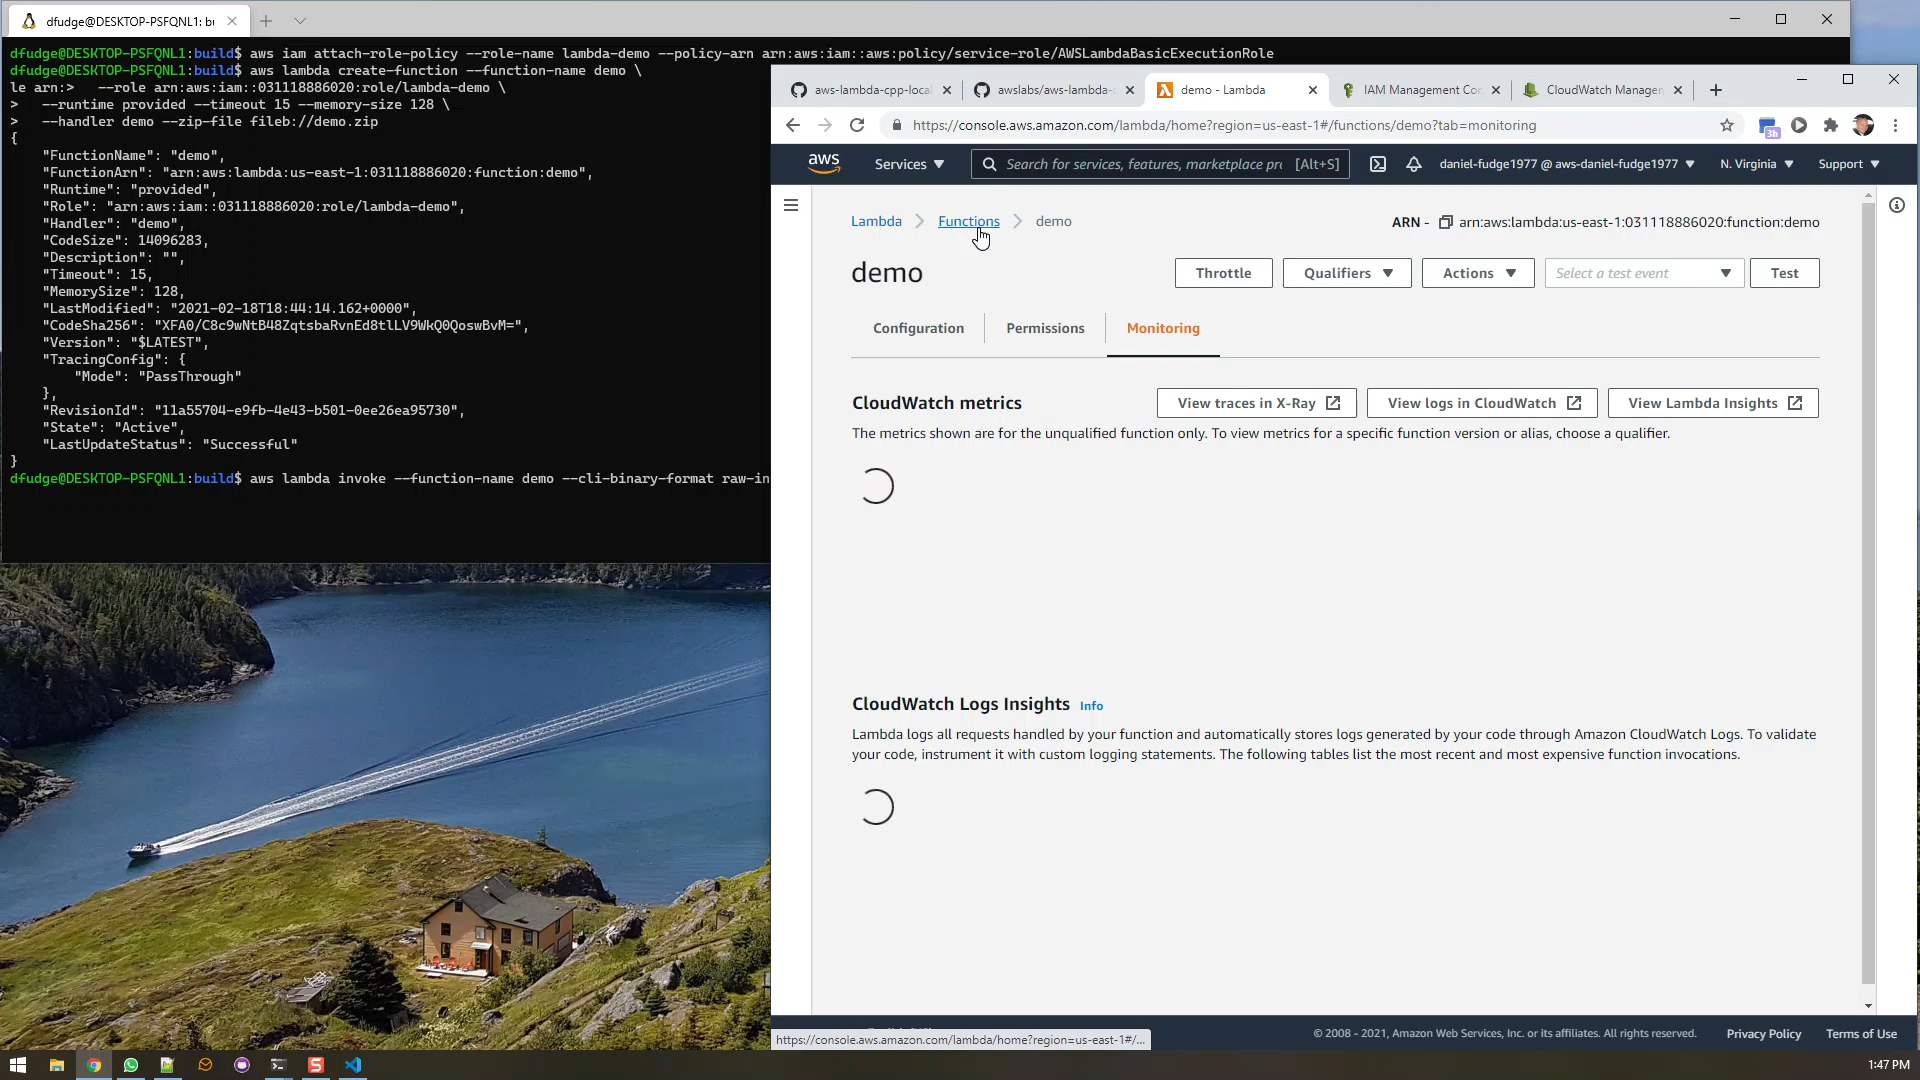 dfudge@DESKTOP-PSFQNL1: bu
dfudge@DESKTOP-PSFQNL1:build$ aws iam attach-role-policy --role-name lambda-demo --policy-arn arn:aws:iam::aws:policy/service-role/AWSLambdaBasicExecutionRole
dfudge@DESKTOP-PSFQNL1:build$ aws lambda create-function --function-name demo \
le arn:>   --role arn:aws:iam::031118886020:role/lambda-demo \
>   --runtime provided --timeout 15 --memory-size 128 \
>   --handler demo --zip-file fileb://demo.zip
{
"FunctionName": "demo",
"FunctionArn": "arn:aws:lambda:us-east-1:031118886020:function:demo",
"Runtime": "provided",
"Role": "arn:aws:iam::031118886020:role/lambda-demo",
"Handler": "demo",
"CodeSize": 14096283,
"Description": "",
"Timeout": 15,
"MemorySize": 128,
"LastModified": "2021-02-18T18:44:14.162+0000",
"CodeSha256": "XFA0/C8c9wNtB48ZqtsbaRvnEd8tlLV9WkQ0QoswBvM=",
"Version": "$LATEST",
"TracingConfig": {
"Mode": "PassThrough"
},
"RevisionId": "11a55704-e9fb-4e43-b501-0ee26ea95730",
"State": "Active",
"LastUpdateStatus": "Successful"
}
dfudge@DESKTOP-PSFQNL1:build$ aws lambda invoke --function-name demo --cli-binary-format raw-in
aws-lambda-cpp-local
awslabs/aws-lambda-c
demo - Lambda
IAM Management Con
CloudWatch Manager
https://console.aws.amazon.com/lambda/home?region=us-east-1#/functions/demo?tab=monitoring
3h
aws
Services
Search for services, features, marketplace pr [Alt+S]
daniel-fudge1977 @ aws-daniel-fudge1977
N. Virginia
Support
Lambda
Functions
demo
ARN - arn:aws:lambda:us-east-1:031118886020:function:demo
demo
Throttle
Qualifiers
Actions
Select a test event
Test
Configuration
Permissions
Monitoring
CloudWatch metrics
View traces in X-Ray
View logs in CloudWatch
View Lambda Insights
The metrics shown are for the unqualified function only. To view metrics for a specific function version or alias, choose a qualifier.
CloudWatch Logs Insights Info
Lambda logs all requests handled by your function and automatically stores logs generated by your code through Amazon CloudWatch Logs. To validate
your code, instrument it with custom logging statements. The following tables list the most recent and most expensive function invocations.
https://console.aws.amazon.com/lambda/home?region=us-east-1#/...
© 2008 - 2021, Amazon Web Services, Inc. or its affiliates. All rights reserved.
Privacy Policy
Terms of Use
1:47 PM